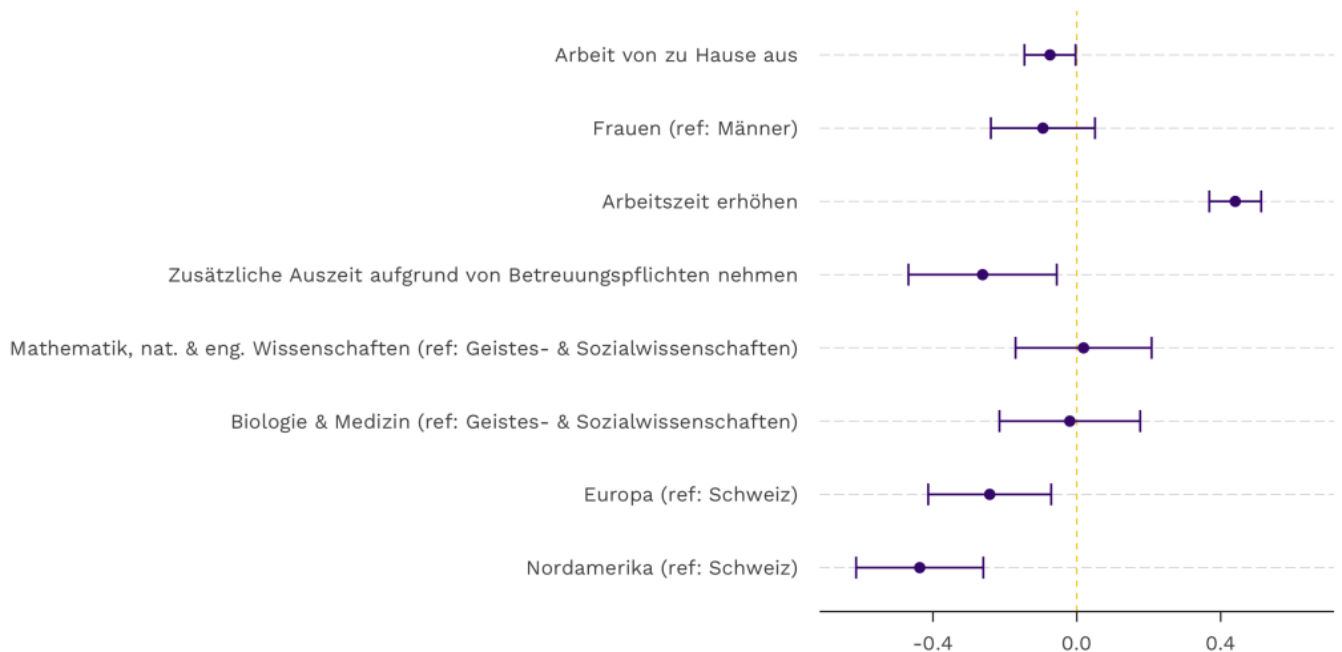 Arbeit von zu Hause aus
Frauen (ref: Männer)
Arbeitszeit erhöhen
Zusätzliche Auszeit aufgrund von Betreuungspflichten nehmen
Mathematik, nat. & eng. Wissenschaften (ref: Geistes- & Sozialwissenschaften)
Biologie & Medizin (ref: Geistes- & Sozialwissenschaften)
Europa (ref: Schweiz)
Nordamerika (ref: Schweiz)
-0.4 0.0 0.4